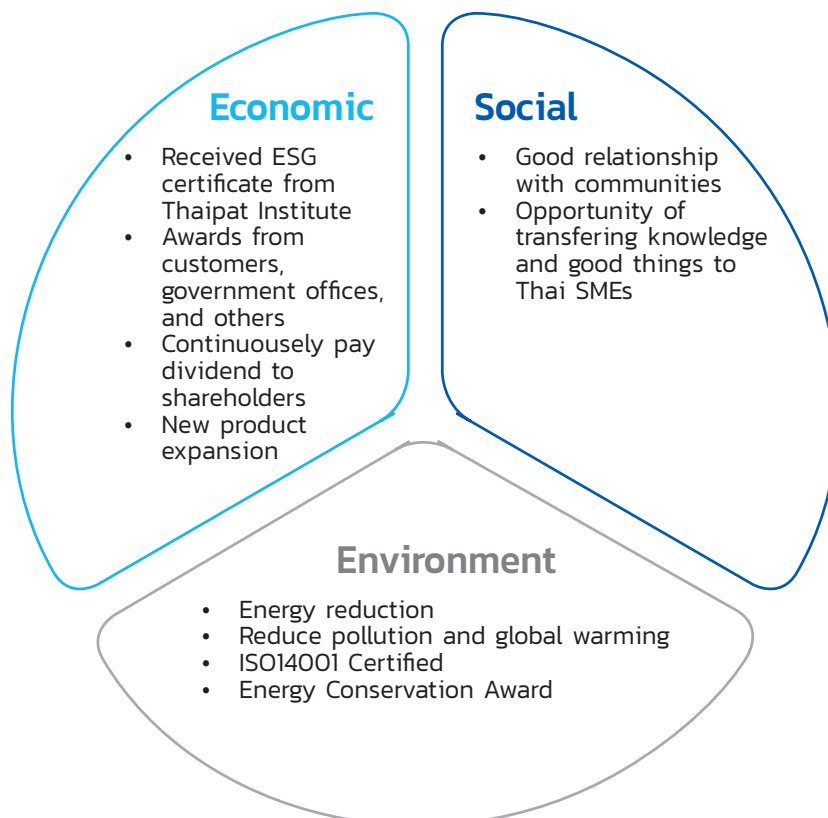 Economic
• Received ESG
certificate from
Thaipat Institute
• Awards from
customers,
government offices,
and others
• Continuousely pay
dividend to
shareholders
• New product
expansion
Social
• Good relationship
with communities
• Opportunity of
transfering knowledge
and good things to
Thai SMEs
Environment
• Energy reduction
• Reduce pollution and global warming
• ISO14001 Certified
• Energy Conservation Award